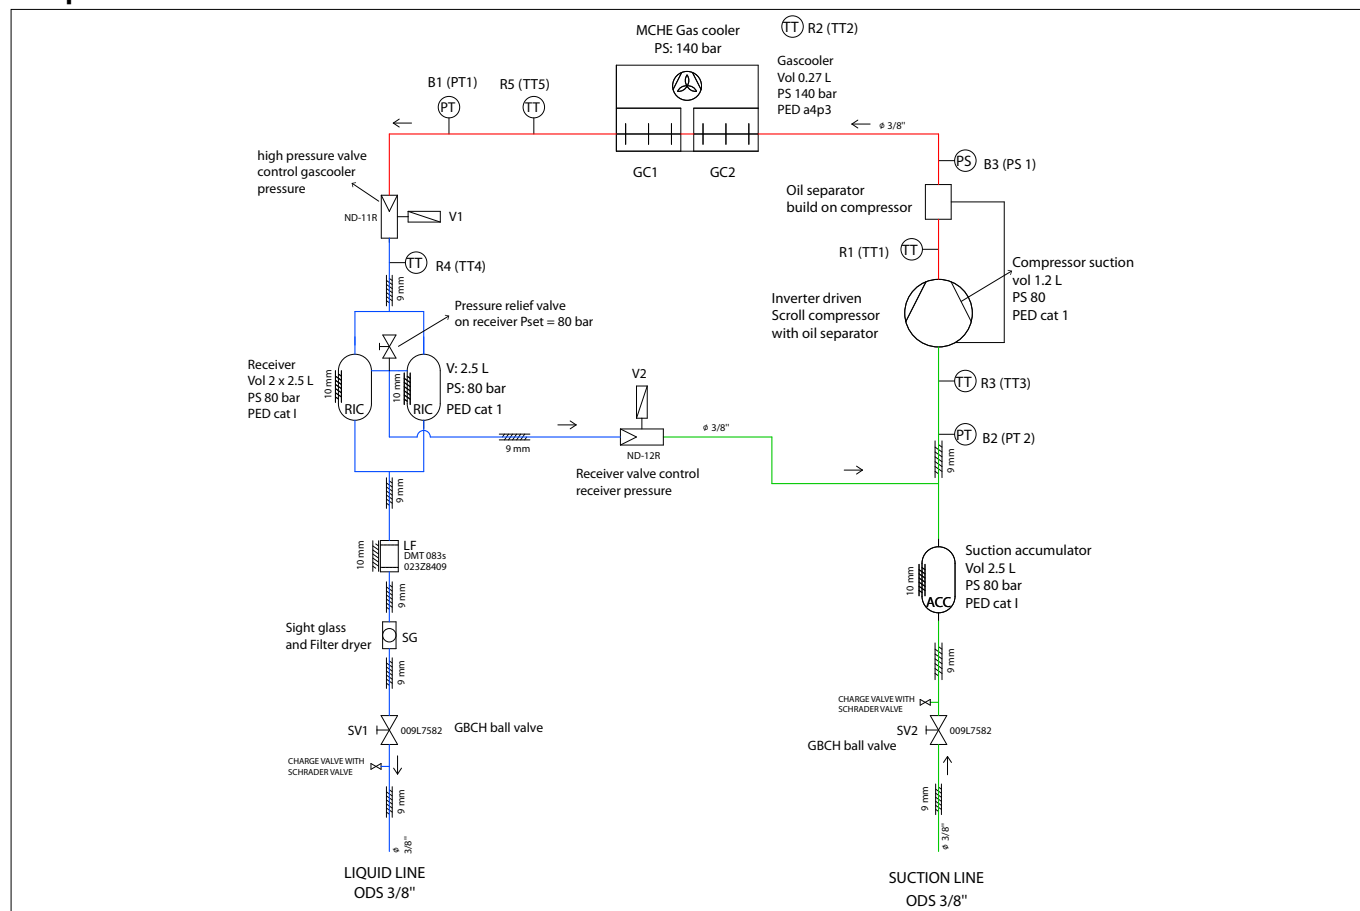 MCHE Gas cooler
PS: 140 bar
TT R2 (TT2)
Gascooler
Vol 0.27 L
PS 140 bar
PED a4p3
B1 (PT1)
PT
R5 (TT5)
TT
ø 3/8"
GC1
GC2
high pressure valve
control gascooler
pressure
ND-11R
V1
PS B3 (PS 1)
Oil separator
build on compressor
R1 (TT1) TT
TT R4 (TT4)
9 mm
Compressor suction
vol 1.2 L
PS 80
PED cat 1
Inverter driven
Scroll compressor
with oil separator
Pressure relief valve
on receiver Pset = 80 bar
Receiver
Vol 2 x 2.5 L
PS 80 bar
PED cat I
10 mm
RIC
10 mm
RIC
V: 2.5 L
PS: 80 bar
PED cat 1
V2
TT R3 (TT3)
9 mm
ND-12R
ø 3/8"
Receiver valve control
receiver pressure
PT B2 (PT 2)
9 mm
9 mm
10 mm
LF
DMT 083s
023Z8409
9 mm
Suction accumulator
Vol 2.5 L
PS 80 bar
PED cat I
10 mm
ACC
Sight glass
and Filter dryer
SG
9 mm
9 mm
CHARGE VALVE WITH
SCHRADER VALVE
SV1
009L7582
GBCH ball valve
SV2
009L7582
GBCH ball valve
CHARGE VALVE WITH
SCHRADER VALVE
9 mm
9 mm
ø
3/8"
ø 3/8"
LIQUID LINE
ODS 3/8"
SUCTION LINE
ODS 3/8"